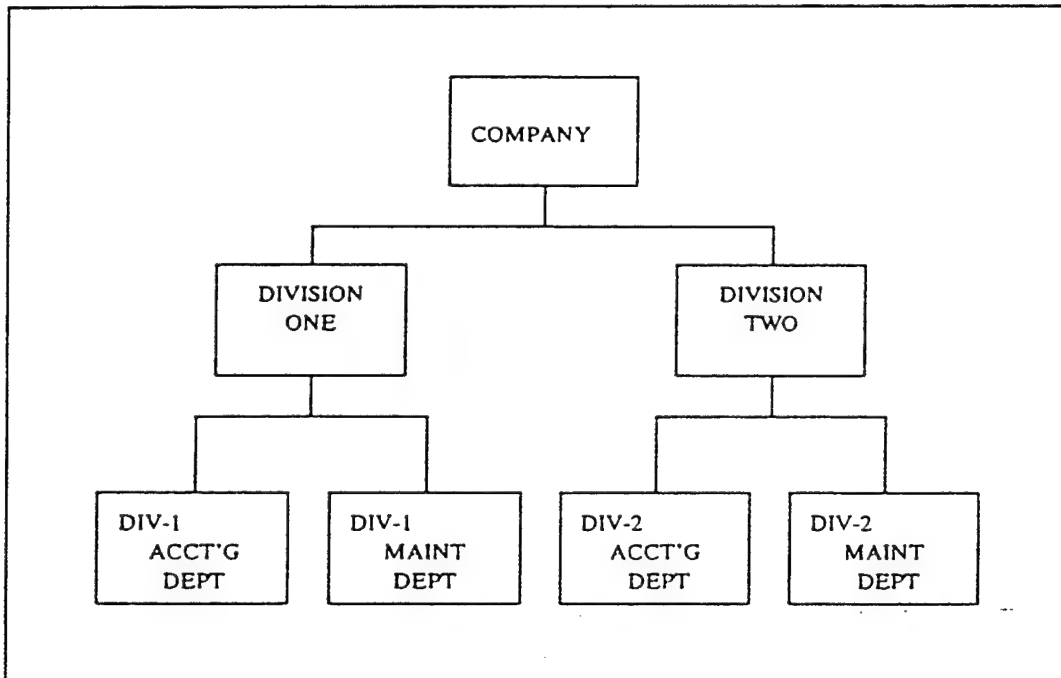 COMPANY
DIVISION
ONE
DIVISION
TWO
DIV-1
ACCT'G
DEPT
DIV-1
MAINT
DEPT
DIV-2
ACCT'G
DEPT
DIV-2
MAINT
DEPT